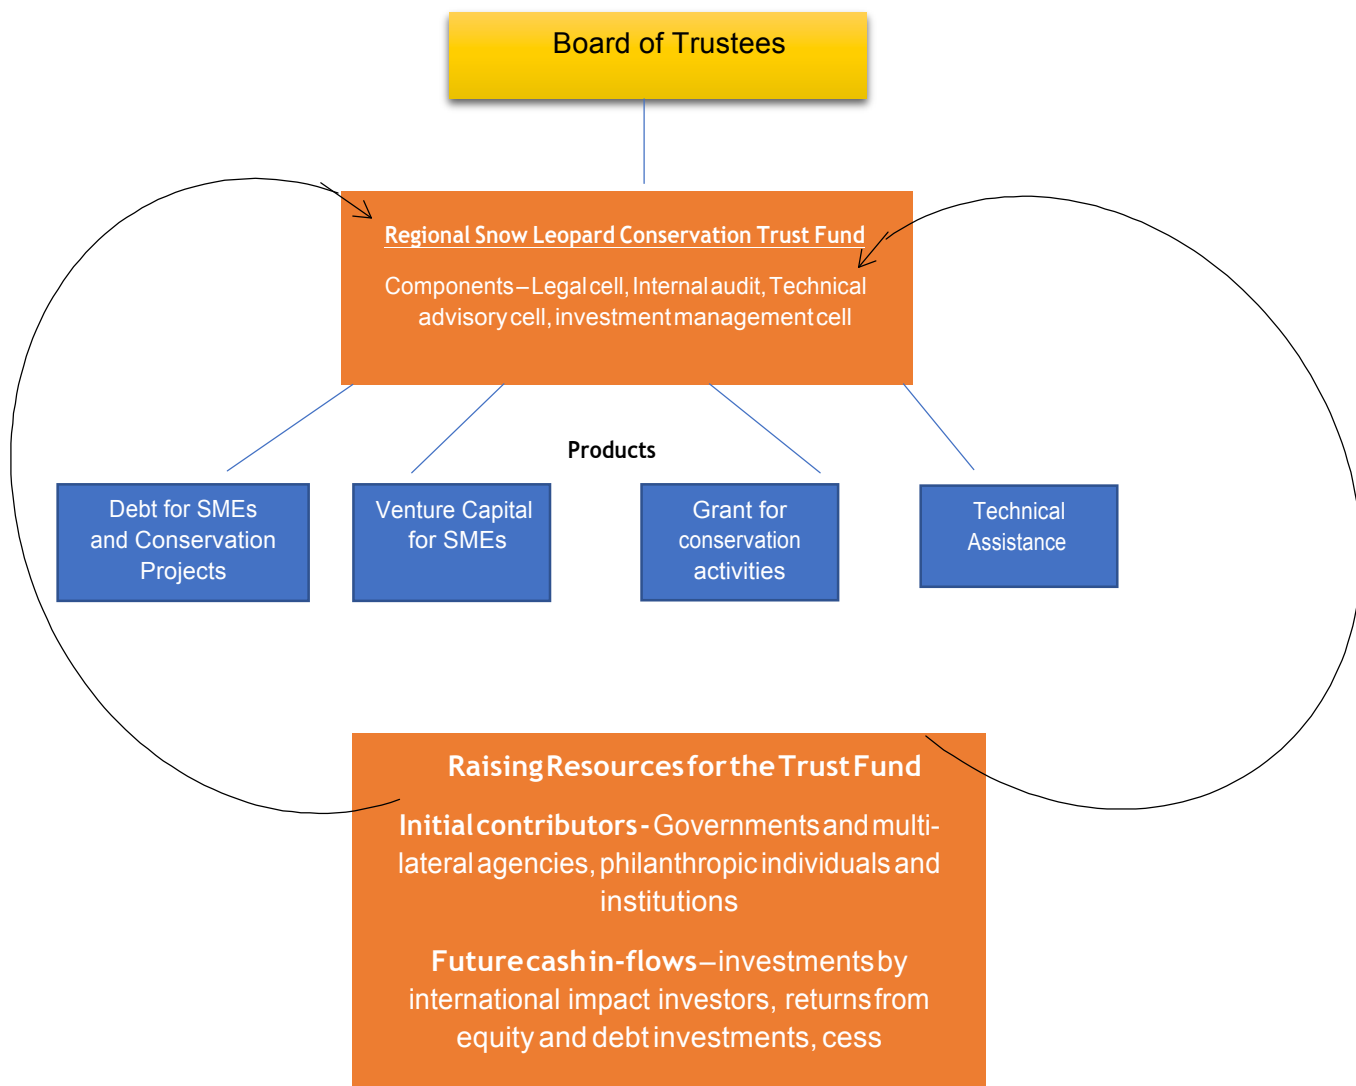 Board of Trustees
Regional Snow Leopard Conservation Trust Fund
Components – Legal cell, Internal audit, Technical
advisory cell, investment management cell
Products
Debt for SMEs
and Conservation
Projects
Venture Capital
for SMEs
Grant for
conservation
activities
Technical
Assistance
Raising Resources for the Trust Fund
Initial contributors - Governments and multi-
lateral agencies, philanthropic individuals and
institutions
Future cash in-flows – investments by
international impact investors, returns from
equity and debt investments, cess